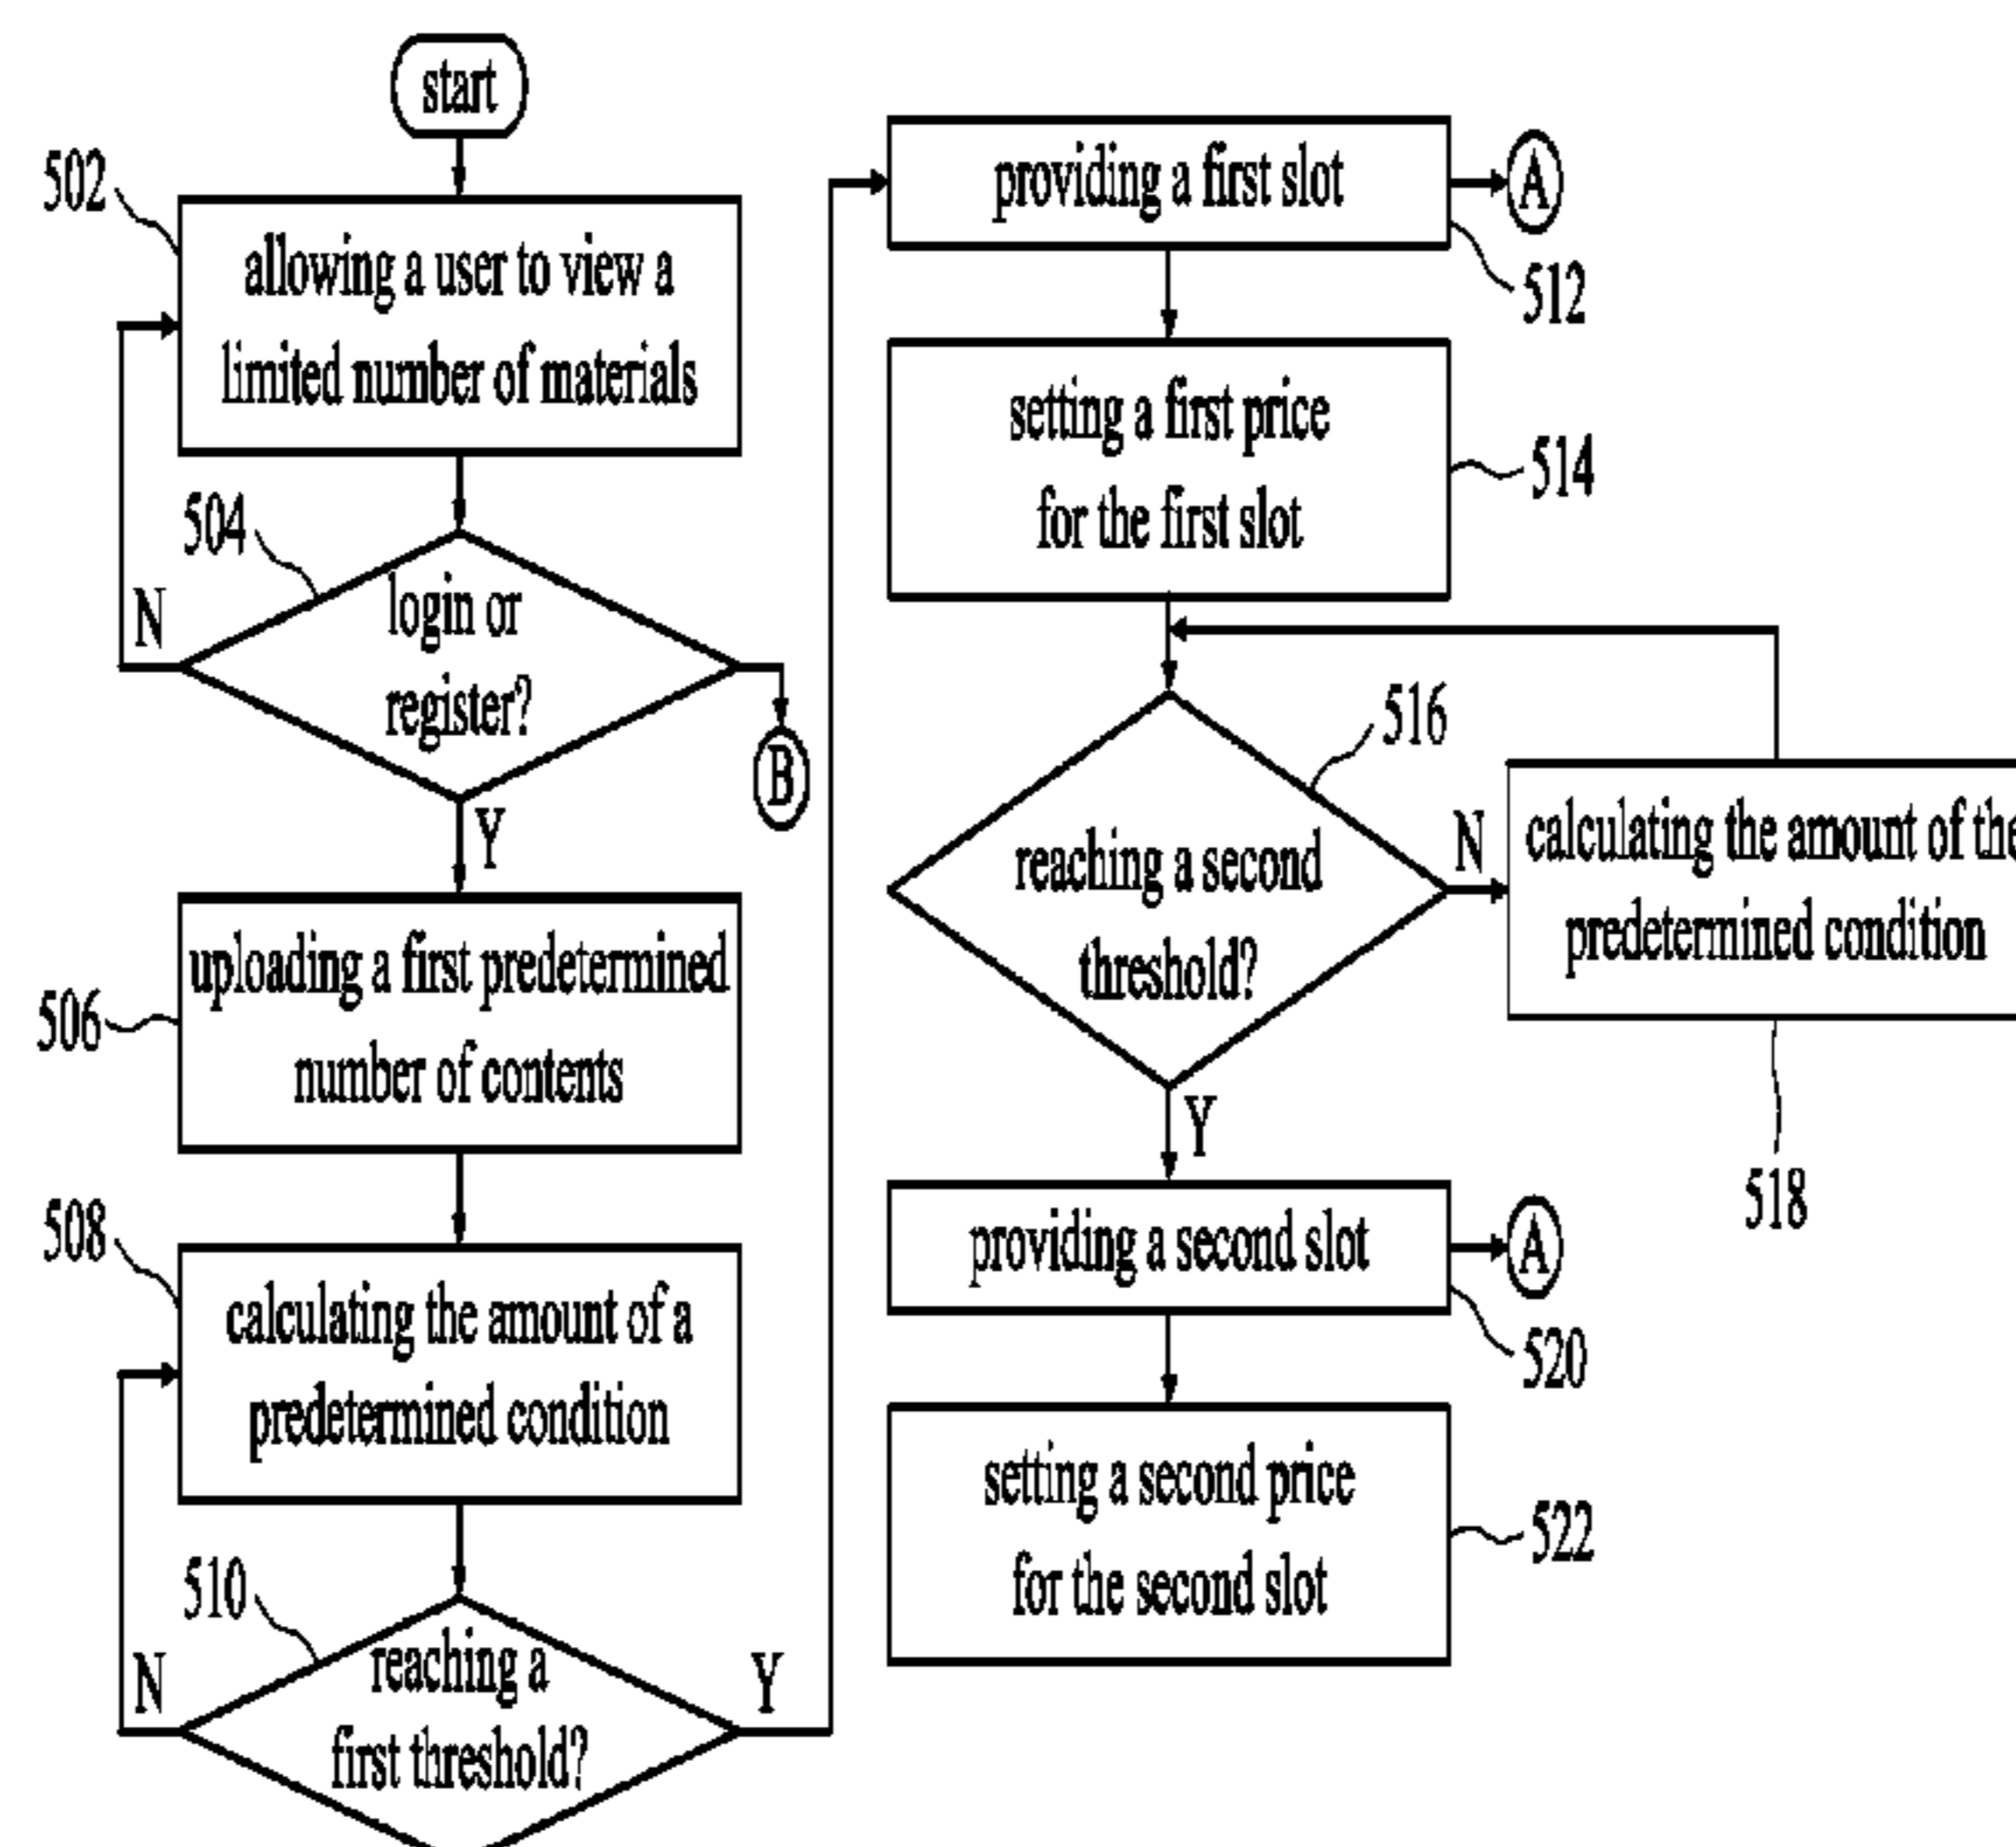 start
502
allowing a user to view a
limited number of materials
504
login or
register?
N
B
Y
506
uploading a first predetermined
number of contents
508
calculating the amount of a
predetermined condition
510
reaching a
first threshold?
N
Y
providing a first slot
A
512
setting a first price
for the first slot
514
516
reaching a second
threshold?
N
calculating the amount of the
predetermined condition
518
Y
providing a second slot
A
520
setting a second price
for the second slot
522